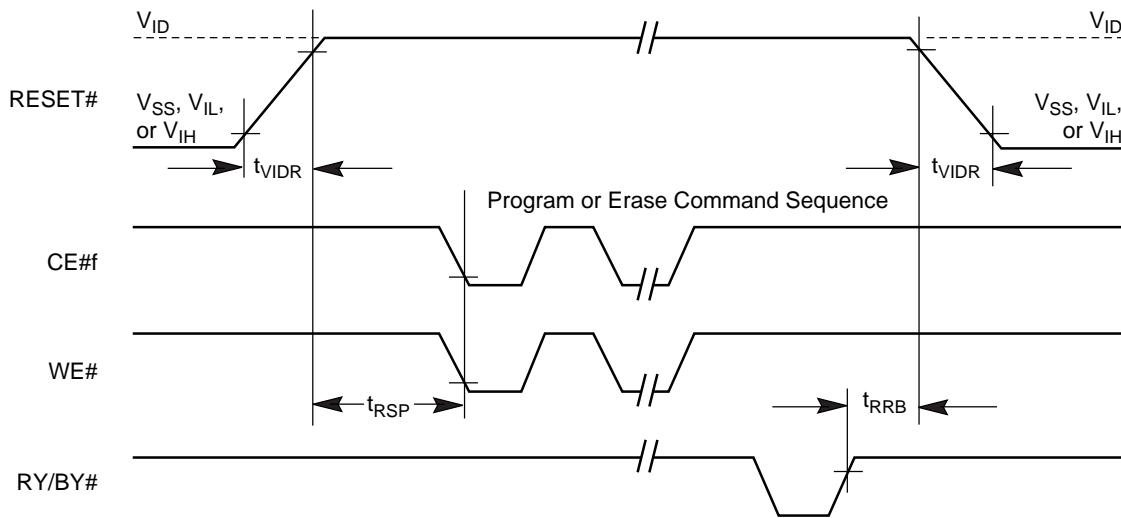 VID
VID
RESET#
VSS, VIL,
or VIH
VSS, VIL,
or VIH
tVIDR
tVIDR
Program or Erase Command Sequence
CE#f
WE#
tRSP
tRRB
RY/BY#